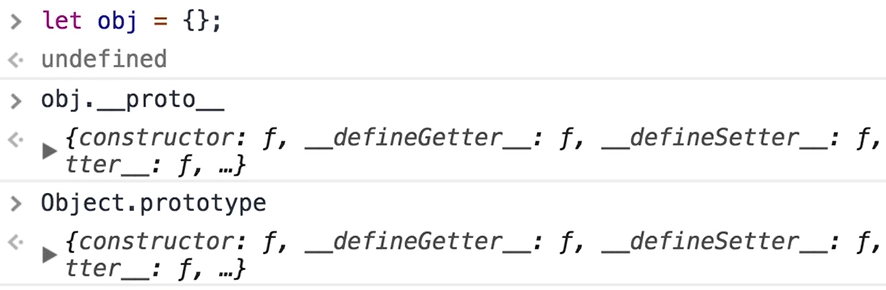 > let obj = {};
< undefined
> obj.__proto__
< ▶ {constructor: ƒ, __defineGetter__: ƒ, __defineSetter__: ƒ,
tter__: ƒ, …}
> Object.prototype
< ▶ {constructor: ƒ, __defineGetter__: ƒ, __defineSetter__: ƒ,
tter__: ƒ, …}